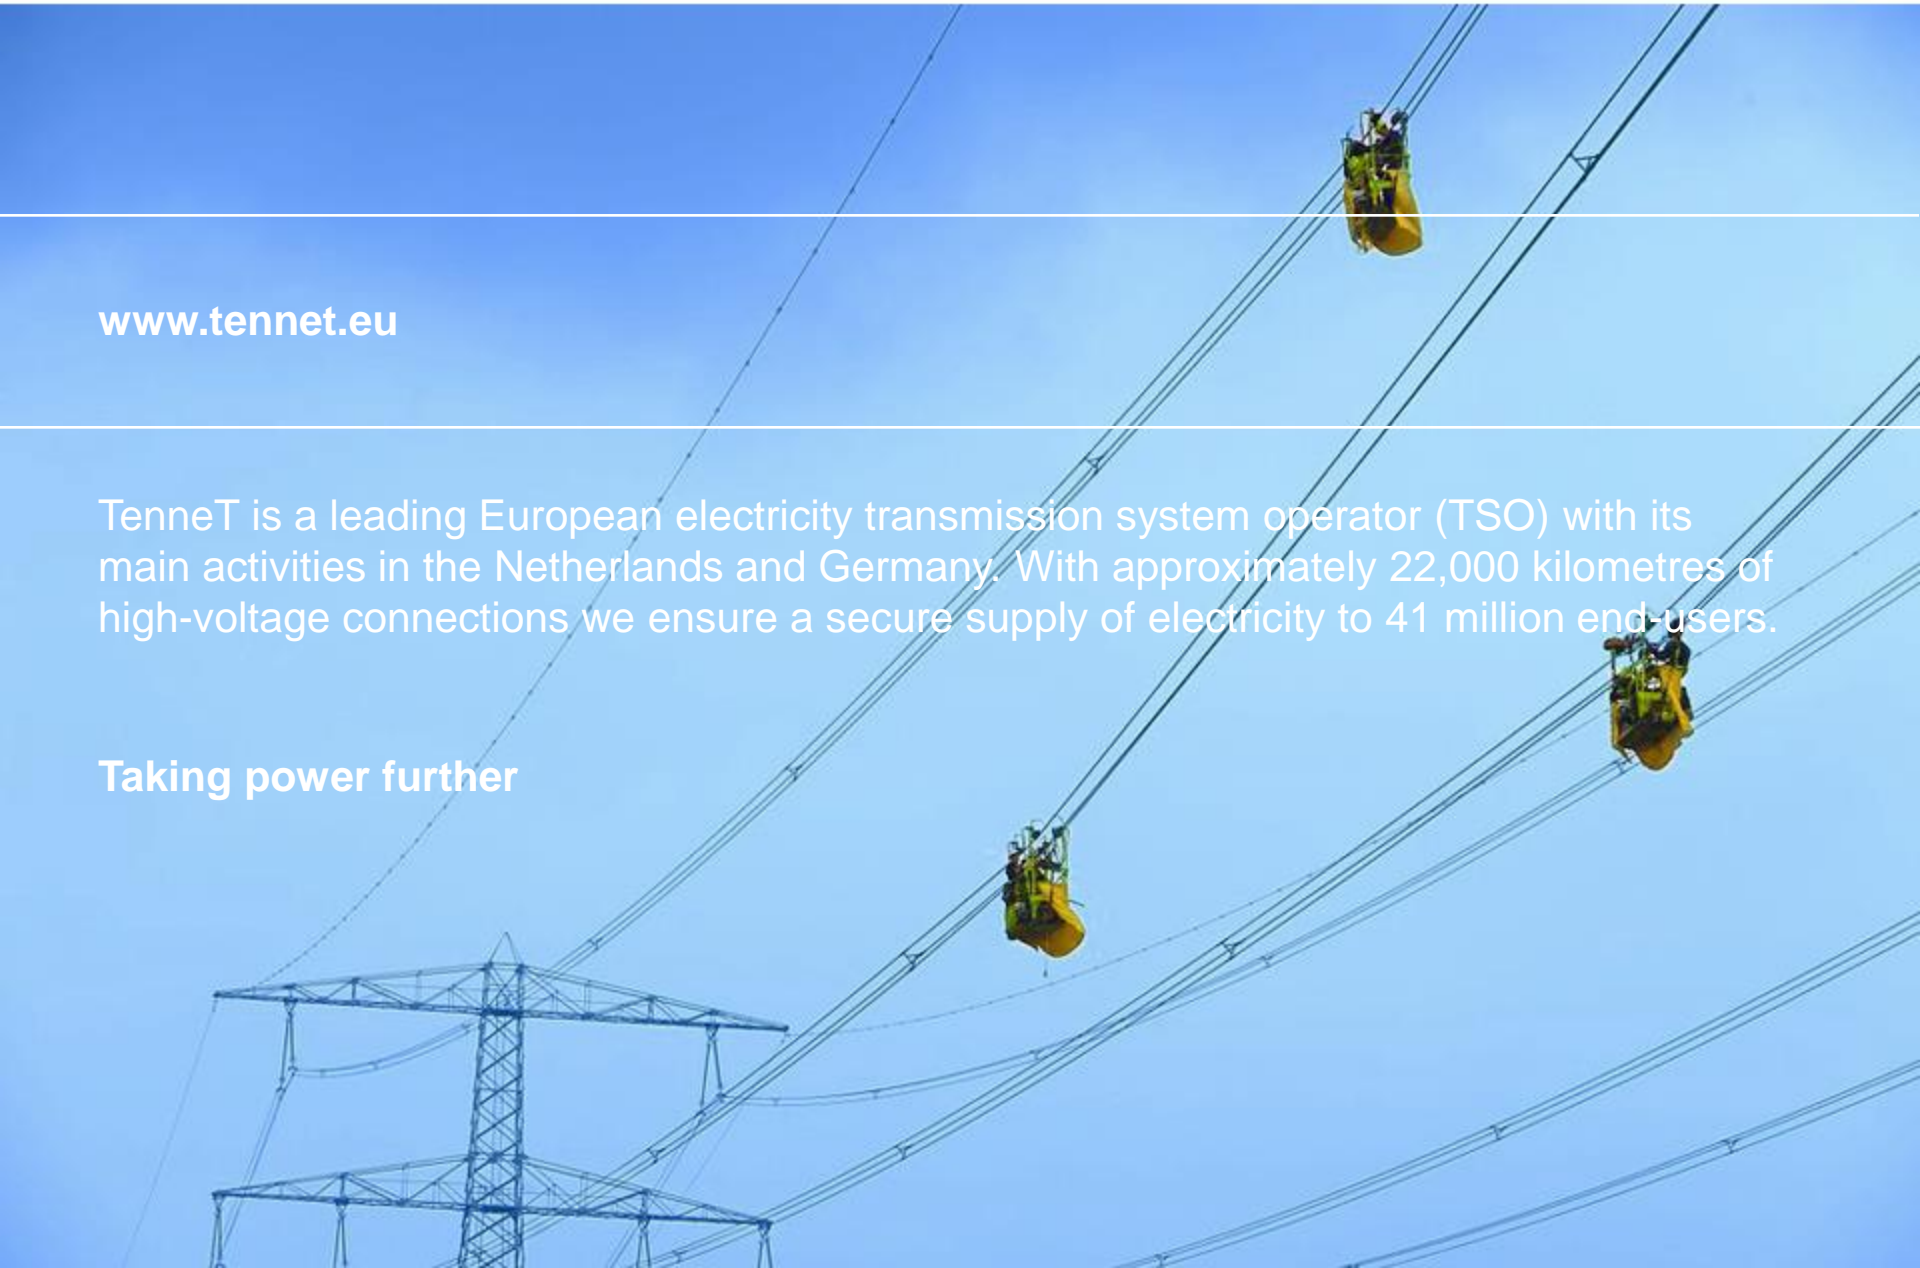 www.tennet.eu
TenneT is a leading European electricity transmission system operator (TSO) with its
main activities in the Netherlands and Germany. With approximately 22,000 kilometres of
high-voltage connections we ensure a secure supply of electricity to 41 million end-users.
Taking power further